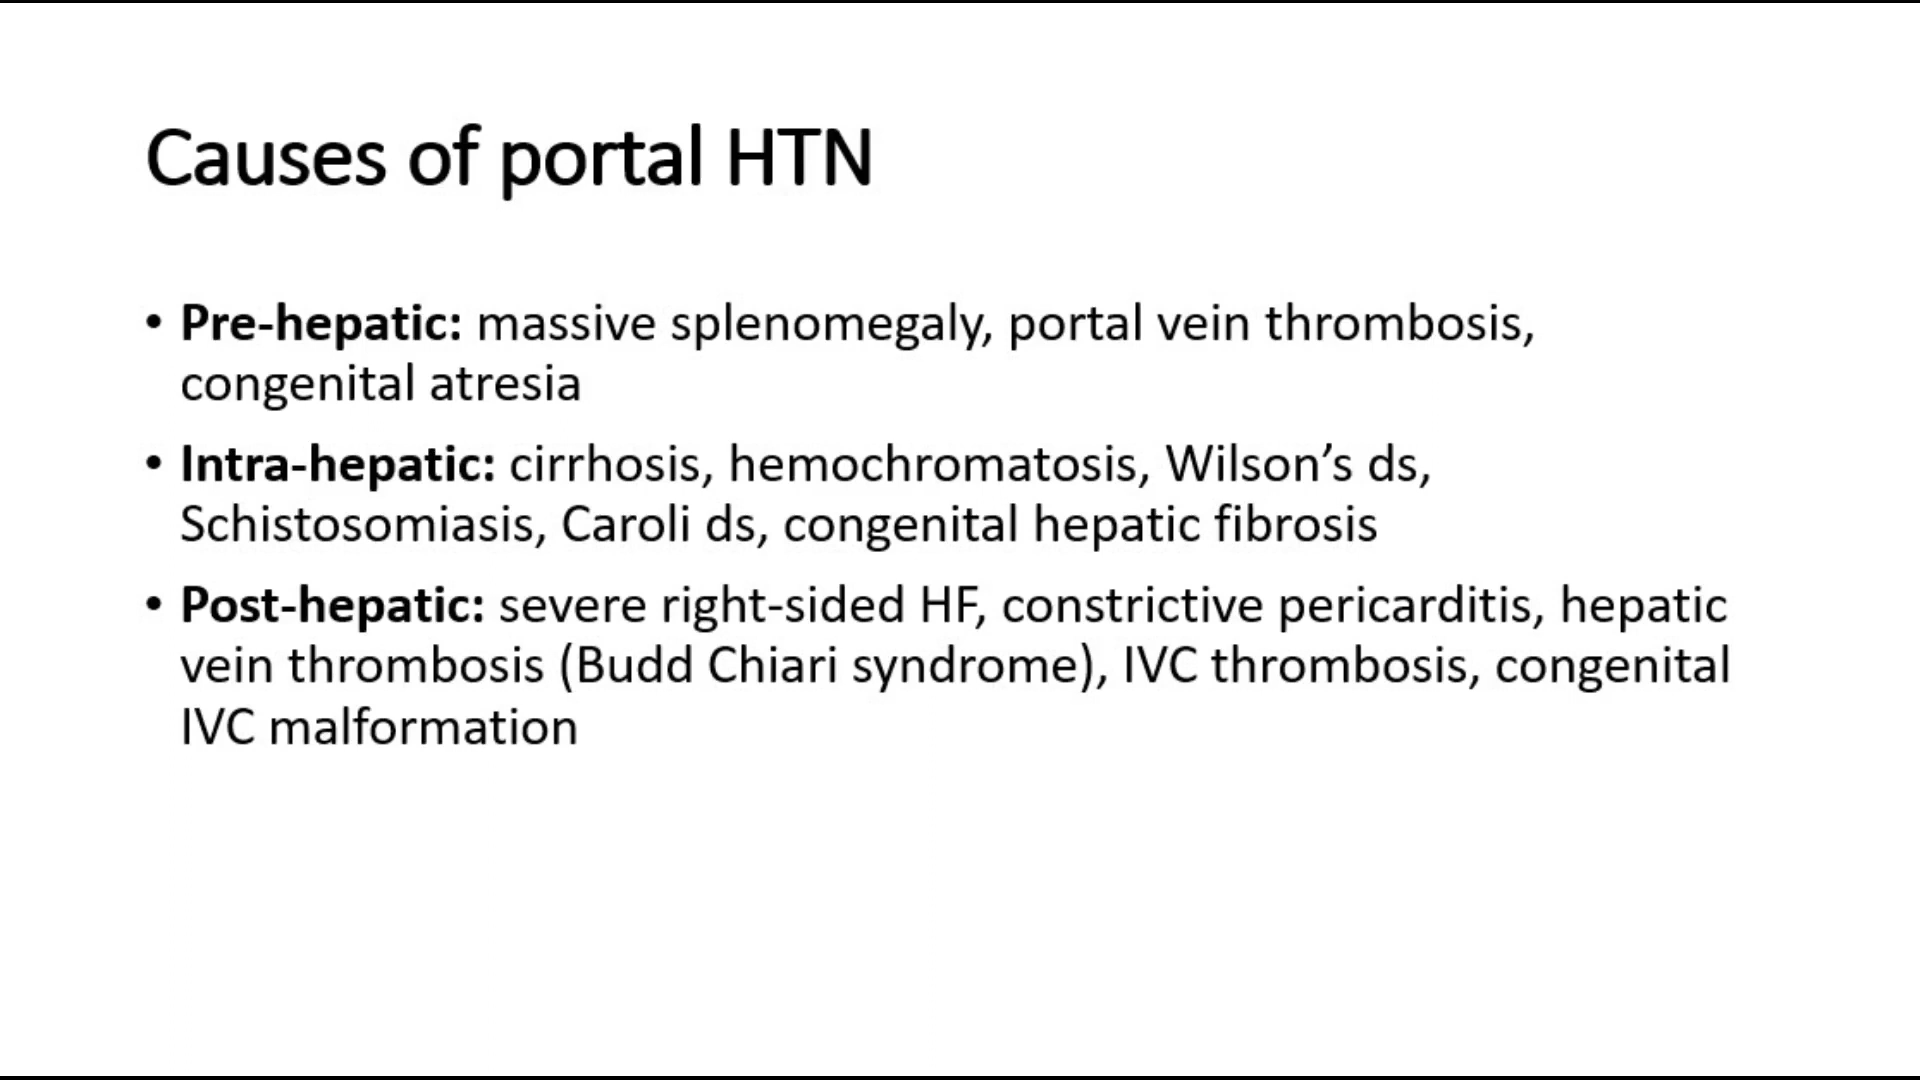 Causes of portal HTN
• Pre-hepatic: massive splenomegaly, portal vein thrombosis,
congenital atresia
• Intra-hepatic: cirrhosis, hemochromatosis, Wilson’s ds,
Schistosomiasis, Caroli ds, congenital hepatic fibrosis
• Post-hepatic: severe right-sided HF, constrictive pericarditis, hepatic
vein thrombosis (Budd Chiari syndrome), IVC thrombosis, congenital
IVC malformation